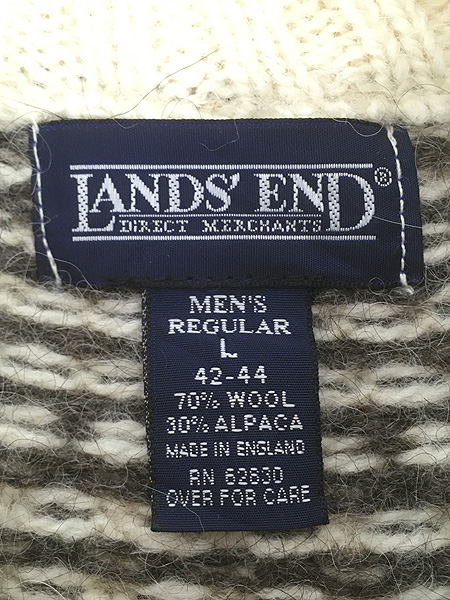 LANDS' END®
DIRECT MERCHANTS
MEN'S
REGULAR
L
42-44
70% WOOL
30% ALPACA
MADE IN ENGLAND
RN 62830
OVER FOR CARE